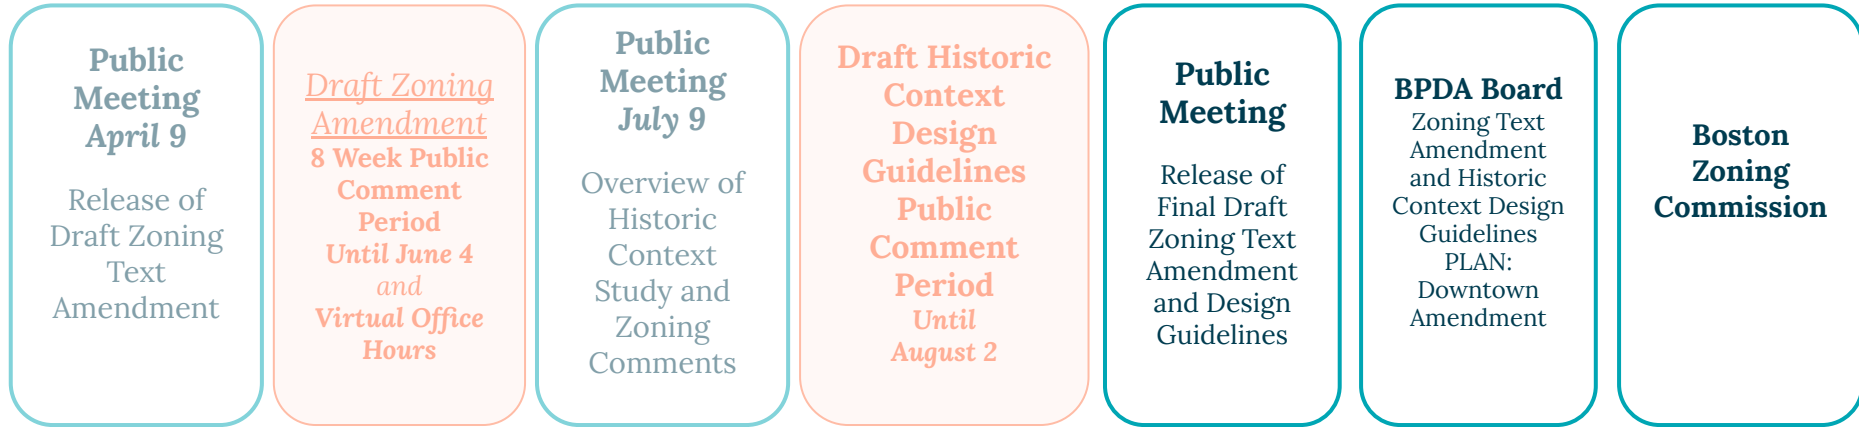 Public
Meeting
April 9
Release of
Draft Zoning
Text
Amendment
Draft Zoning
Amendment
8 Week Public
Comment
Period
Until June 4
and
Virtual Office
Hours
Public
Meeting
July 9
Overview of
Historic
Context
Study and
Zoning
Comments
Draft Historic
Context
Design
Guidelines
Public
Comment
Period
Until
August 2
Public
Meeting
Release of
Final Draft
Zoning Text
Amendment
and Design
Guidelines
BPDA Board
Zoning Text
Amendment
and Historic
Context Design
Guidelines
PLAN:
Downtown
Amendment
Boston
Zoning
Commission